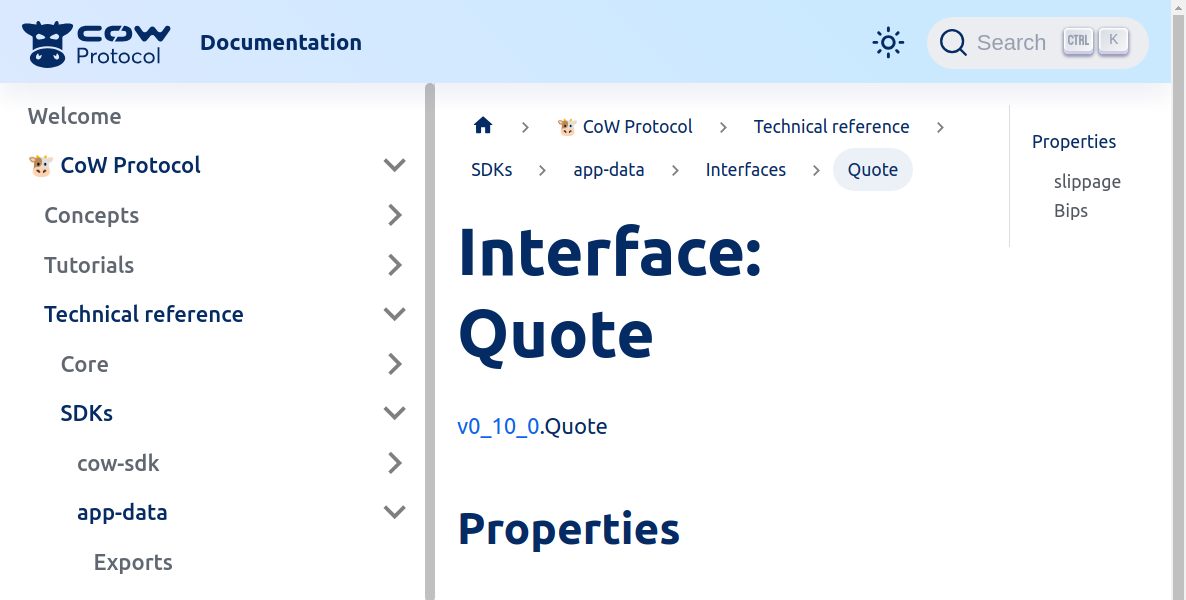 COW Protocol Documentation Search CTRL K
Welcome
CoW Protocol
Concepts
Tutorials
Technical reference
Core
SDKs
cow-sdk
app-data
Exports
CoW Protocol Technical reference
SDKs app-data Interfaces Quote
Interface:
Quote
v0_10_0.Quote
Properties
Properties
slippage
Bips